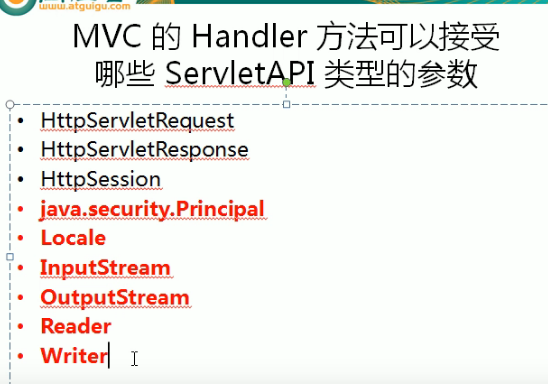 www.atguigu.com
MVC 的 Handler 方法可以接受
哪些 ServletAPI 类型的参数
• HttpServletRequest
• HttpServletResponse
• HttpSession
• java.security.Principal
• Locale
• InputStream
• OutputStream
• Reader
• Writer